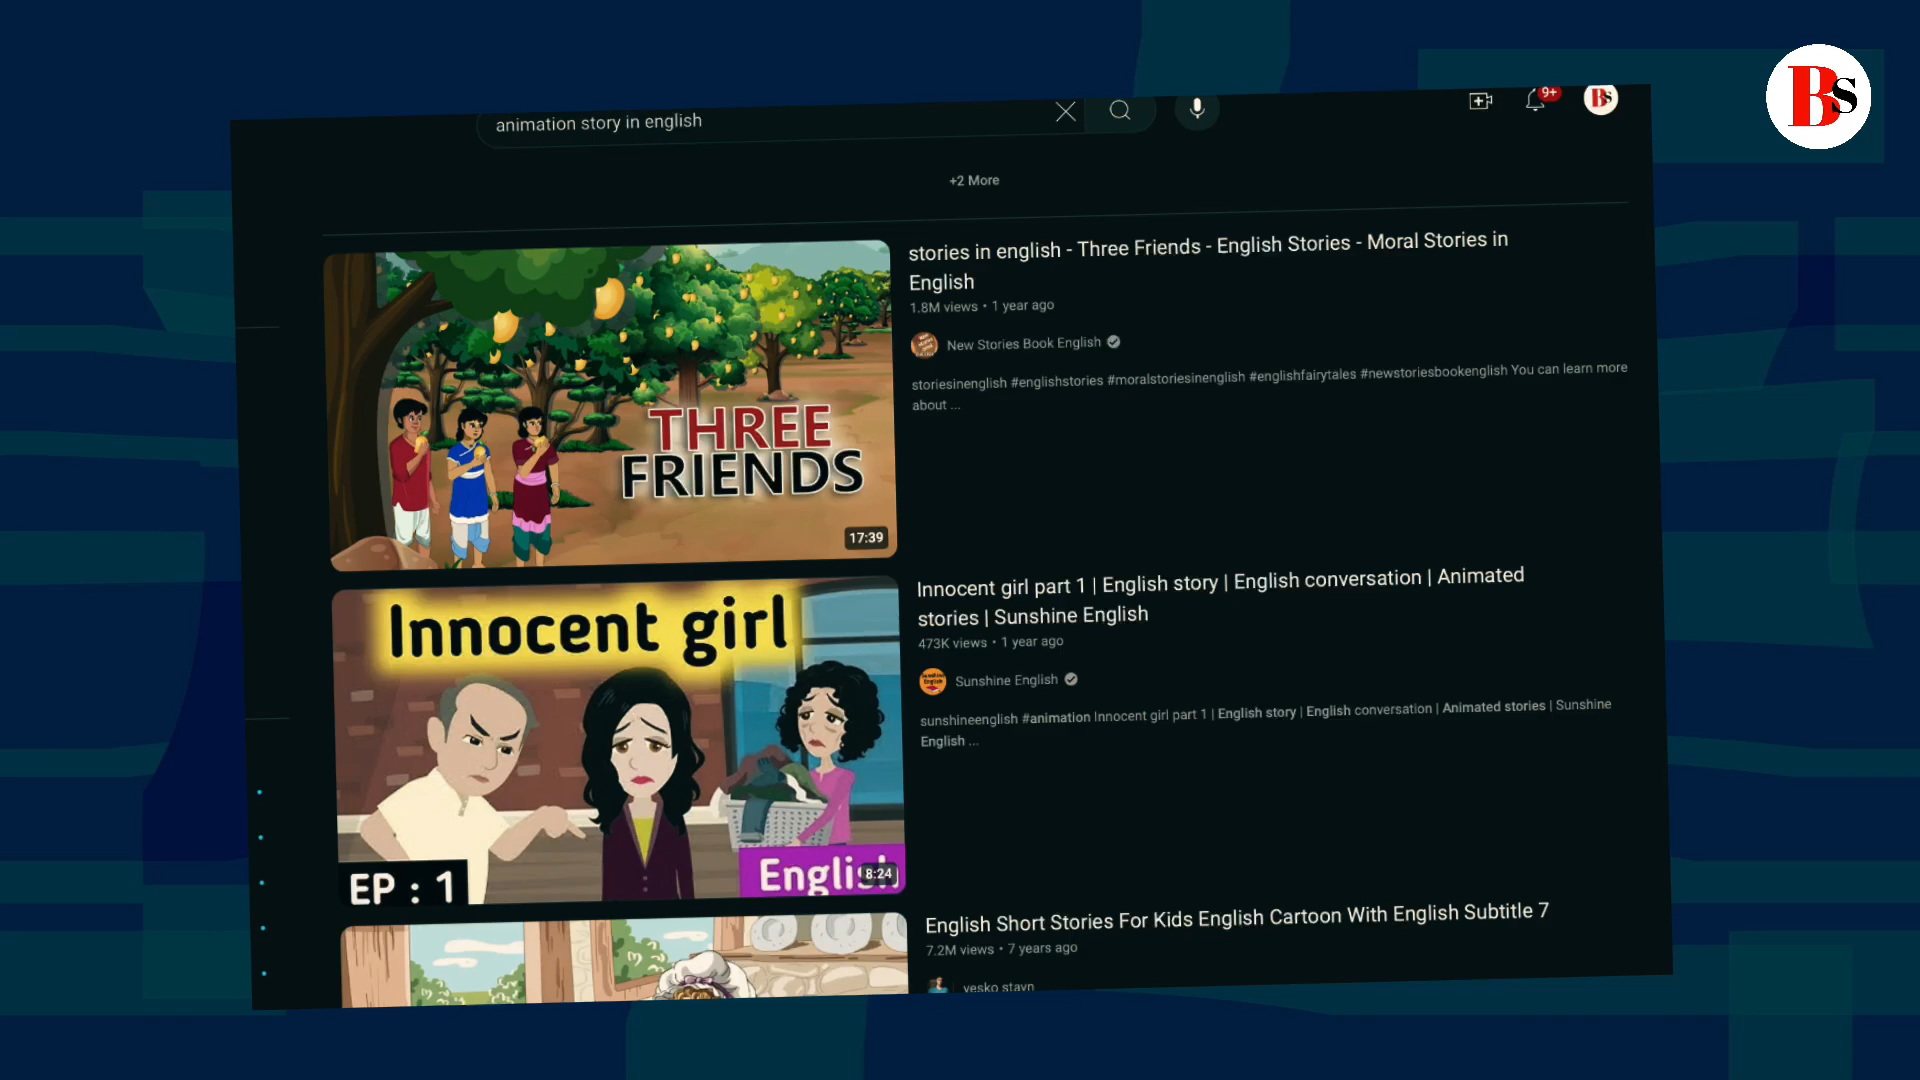 Bs
animation story in english
9+
Bs
+2 More
THREE
FRIENDS
17:39
stories in english - Three Friends - English Stories - Moral Stories in
English
1.8M views • 1 year ago
New Stories Book English
storiesinenglish #englishstories #moralstoriesinenglish #englishfairytales #newstoriesbookenglish You can learn more
about ...
Innocent girl
EP : 1
English
8:24
Innocent girl part 1 | English story | English conversation | Animated
stories | Sunshine English
473K views • 1 year ago
Sunshine English
sunshineenglish #animation Innocent girl part 1 | English story | English conversation | Animated stories | Sunshine
English ...
English Short Stories For Kids English Cartoon With English Subtitle 7
7.2M views • 7 years ago
vesko stavn